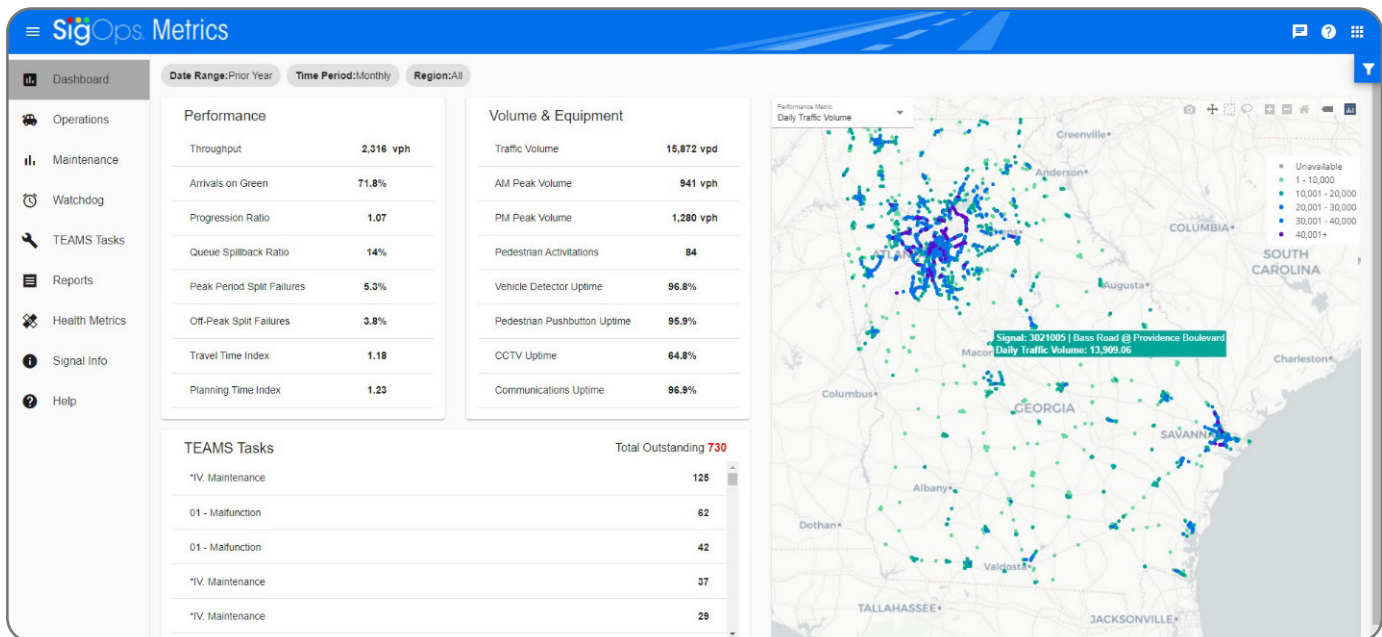 SigOps. Metrics
Dashboard
Operations
Maintenance
Watchdog
TEAMS Tasks
Reports
Health Metrics
Signal Info
Help
Date Range:Prior Year Time Period:Monthly Region:All
Performance
Throughput 2,316 vph
Arrivals on Green 71.8%
Progression Ratio 1.07
Queue Spillback Ratio 14%
Peak Period Split Failures 5.3%
Off-Peak Split Failures 3.8%
Travel Time Index 1.18
Planning Time Index 1.23
Volume & Equipment
Traffic Volume 15,872 vpd
AM Peak Volume 941 vph
PM Peak Volume 1,280 vph
Pedestrian Activitations 84
Vehicle Detector Uptime 96.8%
Pedestrian Pushbutton Uptime 95.9%
CCTV Uptime 64.8%
Communications Uptime 96.9%
TEAMS Tasks Total Outstanding 730
*IV. Maintenance 125
01 - Malfunction 62
01 - Malfunction 42
*IV. Maintenance 37
*IV. Maintenance 29
Performance Metric
Daily Traffic Volume
Unavailable
1 - 10,000
10,001 - 20,000
20,001 - 30,000
30,001 - 40,000
40,001+
Greenville
Anderson
COLUMBIA
SOUTH
CAROLINA
Augusta
Signal: 3021005 | Bass Road @ Providence Boulevard
Daily Traffic Volume: 13,909.06
Macon
Charleston
Columbus
GEORGIA
Albany
Dothan
Valdosta
TALLAHASSEE
JACKSONVILLE